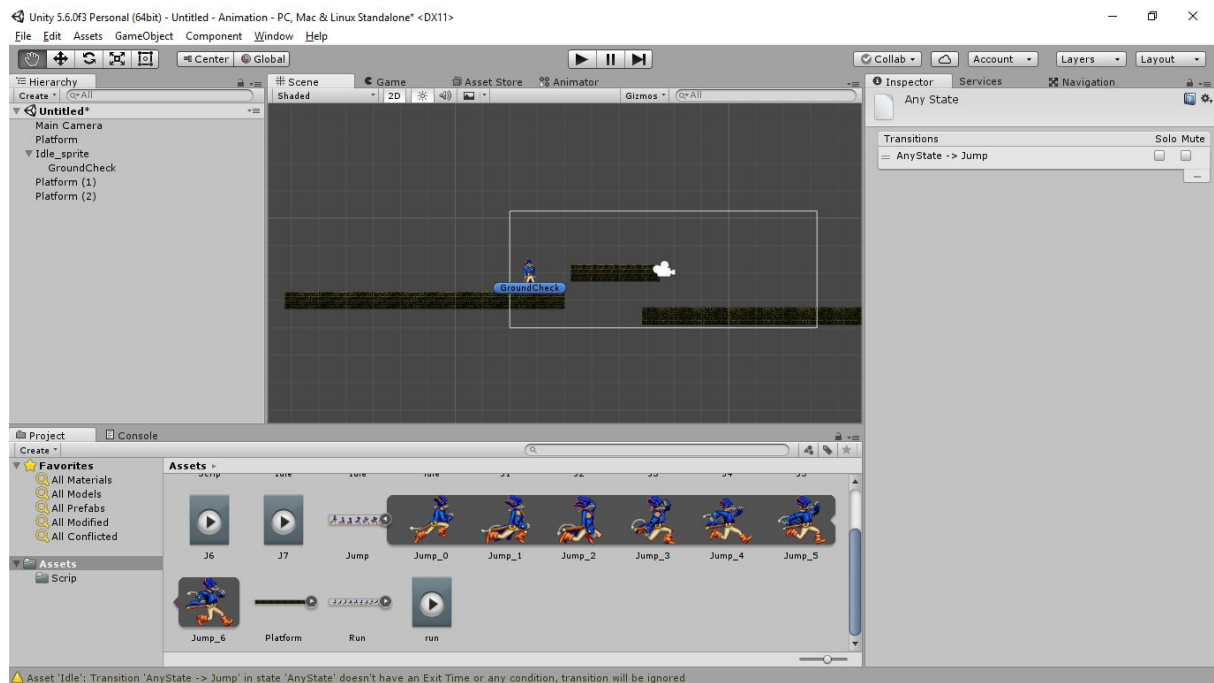 Unity 5.6.0f3 Personal (64bit) - Untitled - Animation - PC, Mac & Linux Standalone* <DX11>
File Edit Assets GameObject Component Window Help
Center Global Collab Account Layers Layout
Hierarchy
Create All
Untitled*
Main Camera
Platform
Idle_sprite
GroundCheck
Platform (1)
Platform (2)
Scene Game Asset Store Animator
Shaded 2D Gizmos All
GroundCheck
Inspector Services Navigation
Any State
Transitions Solo Mute
AnyState -> Jump
Project Console
Create
Favorites
All Materials
All Models
All Prefabs
All Modified
All Conflicted
Assets
Scrip
Assets
J6 J7 Jump Jump_0 Jump_1 Jump_2 Jump_3 Jump_4 Jump_5
Jump_6 Platform Run run
Asset 'Idle': Transition 'AnyState -> Jump' in state 'AnyState' doesn't have an Exit Time or any condition, transition will be ignored